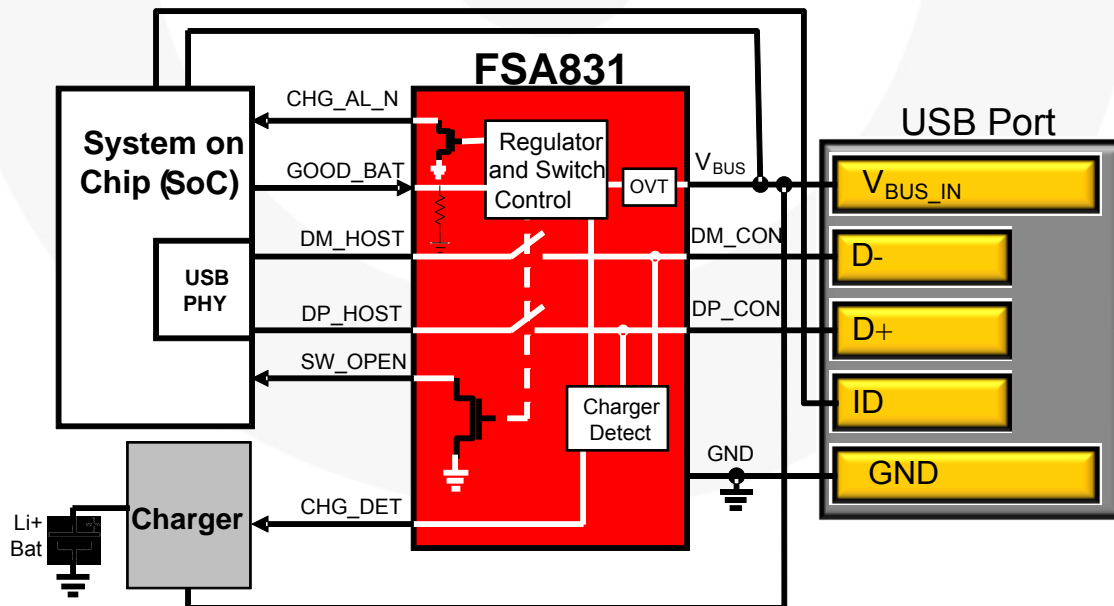 FSA831
USB Port
System on
Chip (SoC)
USB
PHY
CHG_AL_N
GOOD_BAT
DM_HOST
DP_HOST
SW_OPEN
CHG_DET
Regulator
and Switch
Control
OVT
Charger
Detect
VBUS
DM_CON
DP_CON
GND
VBUS_IN
D-
D+
ID
GND
Charger
Li+
Bat